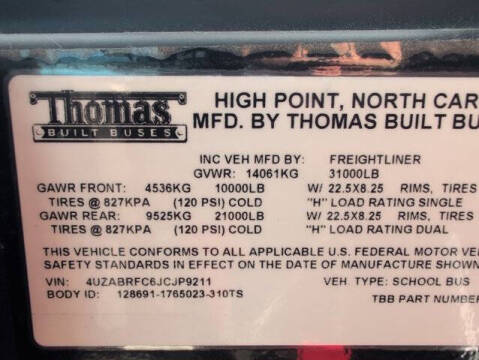 Thomas
BUILT BUSES
HIGH POINT, NORTH CAR
MFD. BY THOMAS BUILT BU
INC VEH MFD BY: FREIGHTLINER
GVWR: 14061KG 31000LB
GAWR FRONT: 4536KG 10000LB W/ 22.5X8.25 RIMS, TIRES
TIRES @ 827KPA (120 PSI) COLD "H" LOAD RATING SINGLE
GAWR REAR: 9525KG 21000LB W/ 22.5X8.25 RIMS, TIRES
TIRES @ 827KPA (120 PSI) COLD "H" LOAD RATING DUAL
THIS VEHICLE CONFORMS TO ALL APPLICABLE U.S. FEDERAL MOTOR VEH
SAFETY STANDARDS IN EFFECT ON THE DATE OF MANUFACTURE SHOWN
VIN: 4UZABRFC6JCJP9211 VEH TYPE: SCHOOL BUS
BODY ID: 128691-1765023-310TS TBB PART NUMBER